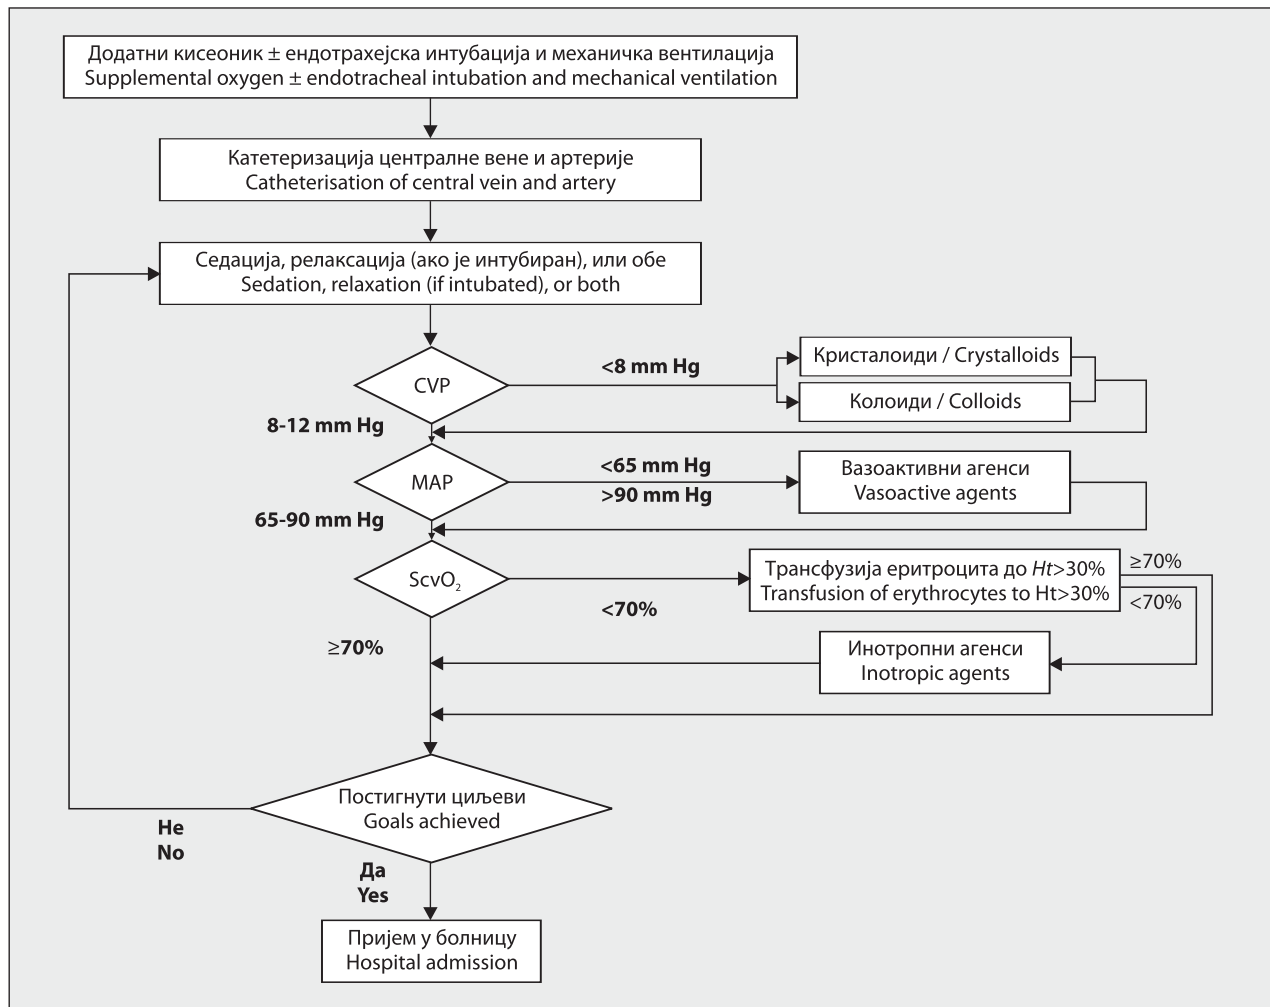 Додатни кисеоник ± ендотрахејска интубација и механичка вентилација
Supplemental oxygen ± endotracheal intubation and mechanical ventilation
Катетеризација централне вене и артерије
Catheterisation of central vein and artery
Седација, релаксација (ако је интубиран), или обе
Sedation, relaxation (if intubated), or both
CVP
<8 mm Hg
Кристалоиди / Crystalloids
Колоиди / Colloids
8-12 mm Hg
MAP
<65 mm Hg
>90 mm Hg
Вазоактивни агенси
Vasoactive agents
65-90 mm Hg
ScvO₂
<70%
Трансфузија еритроцита до Ht>30%
Transfusion of erythrocytes to Ht>30%
≥70%
<70%
≥70%
Инотропни агенси
Inotropic agents
Постигнути циљеви
Goals achieved
Не
No
Да
Yes
Пријем у болницу
Hospital admission